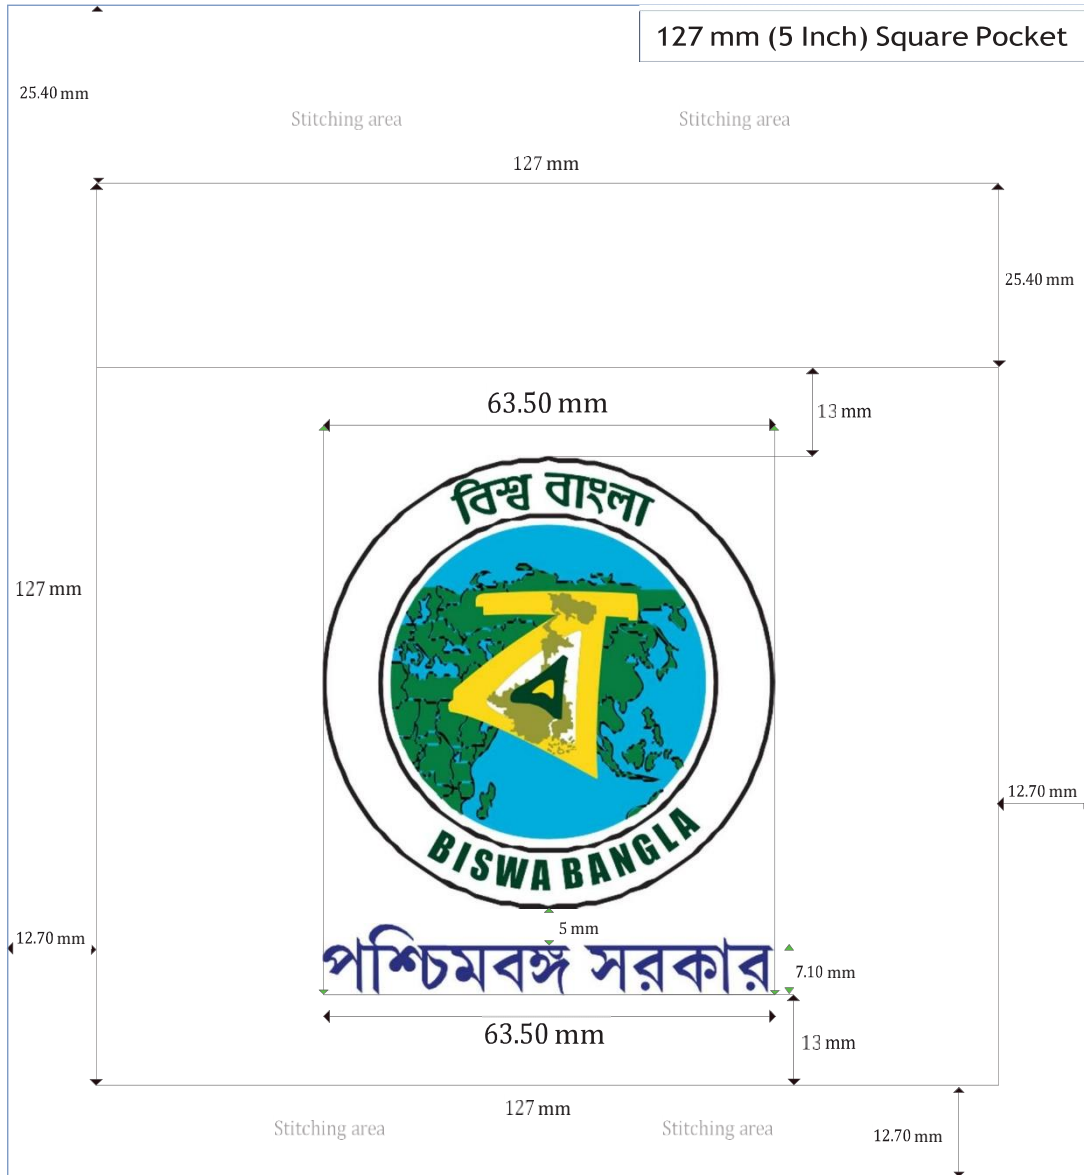 127 mm (5 Inch) Square Pocket
25.40 mm
Stitching area Stitching area
127 mm
25.40 mm
63.50 mm
13 mm
বিশ্ব বাংলা
127 mm
ব
12.70 mm
BISWA BANGLA
5 mm
12.70 mm
পশ্চিমবঙ্গ সরকার
7.10 mm
63.50 mm
13 mm
127 mm
Stitching area Stitching area
12.70 mm